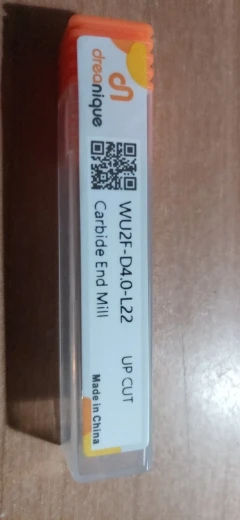 dreanique
WU2F-D4.0-L22
UP CUT
Carbide End Mill
Made in China